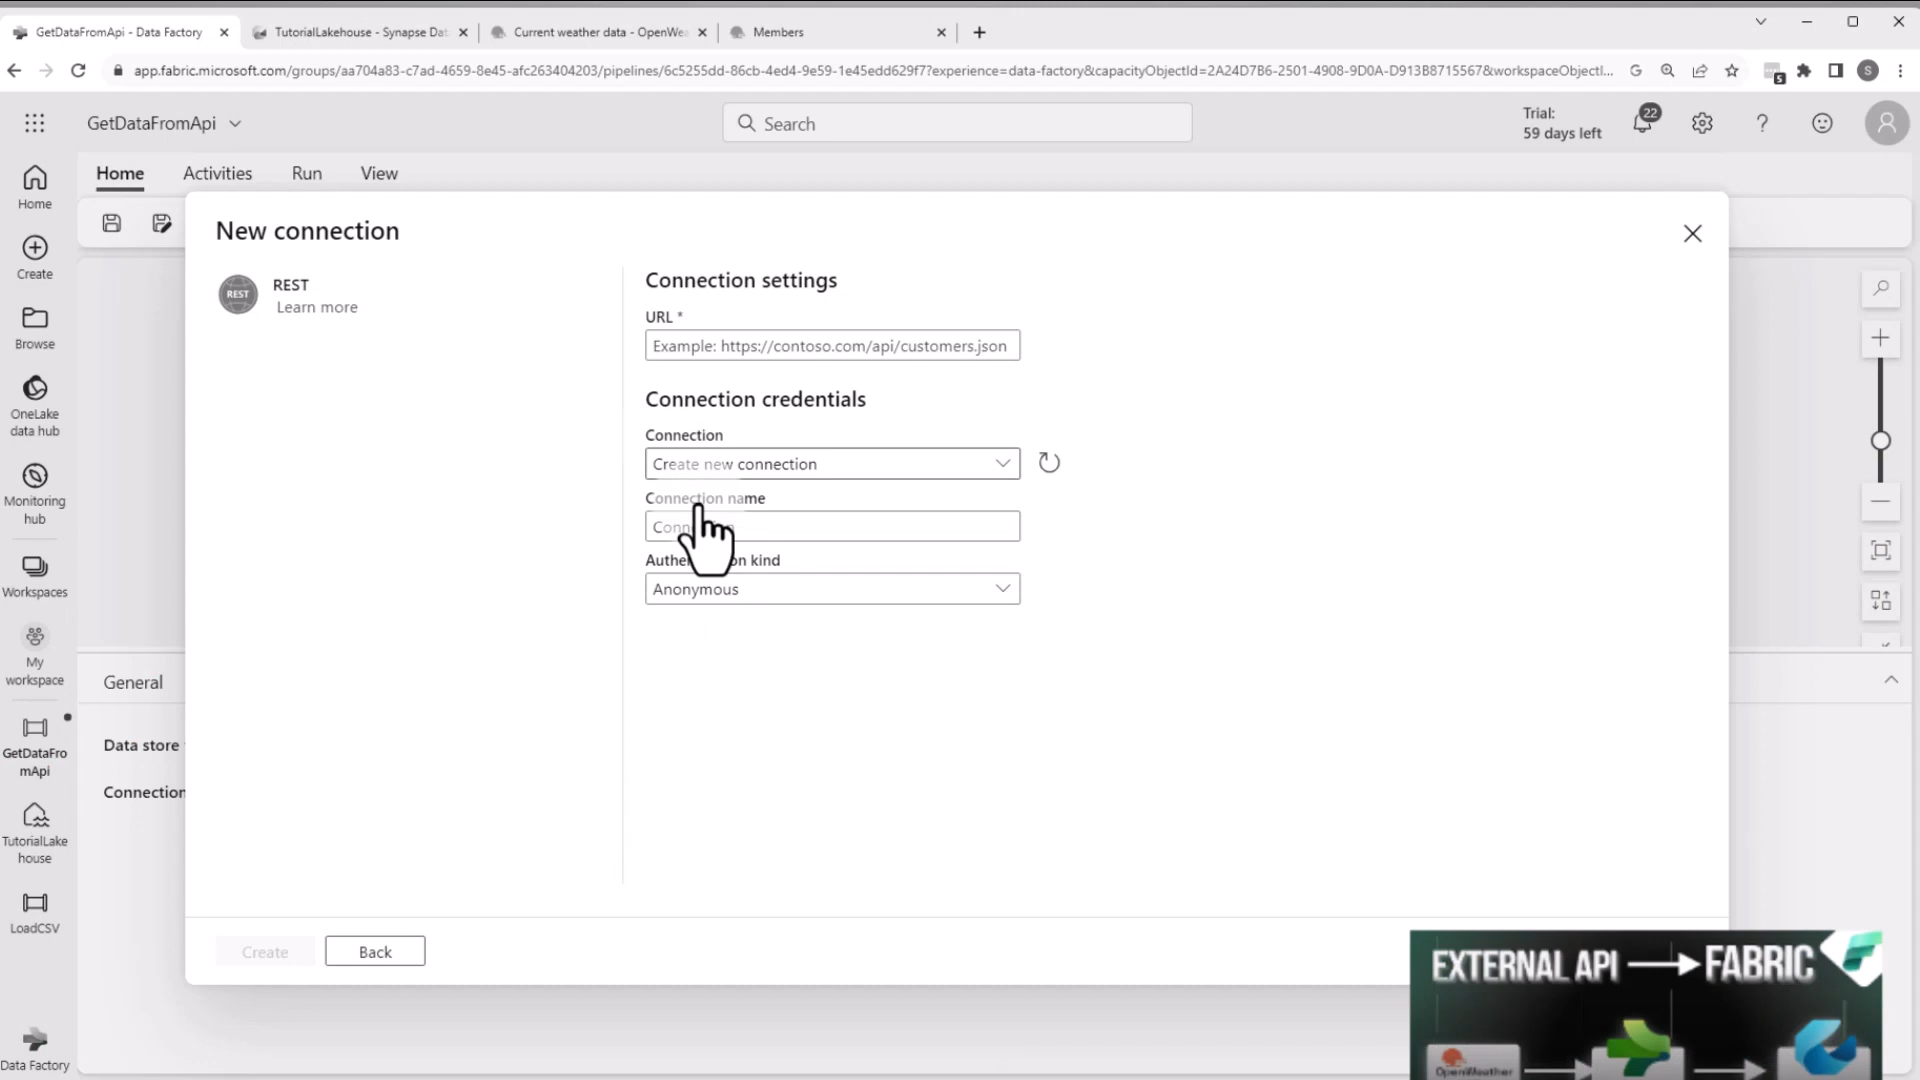 GetDataFromApi - Data Factory
TutorialLakehouse - Synapse Dat
Current weather data - OpenWea
Members
app.fabric.microsoft.com/groups/aa704a83-c7ad-4659-8e45-afc263404203/pipelines/6c5255dd-86cb-4ed4-9e59-1e45edd629f7?experience=data-factory&capacityObjectId=2A24D7B6-2501-4908-9D0A-D913B8715567&workspaceObjectI...
S
S
GetDataFromApi
Search
Trial:
59 days left
22
Home
Activities
Run
View
Home
Create
Browse
OneLake
data hub
Monitoring
hub
Workspaces
My
workspace
GetDataFro
mApi
TutorialLake
house
LoadCSV
Data Factory
New connection
REST
REST
Learn more
Connection settings
URL *
Example: https://contoso.com/api/customers.json
Connection credentials
Connection
Create new connection
Connection name
Authentication kind
Anonymous
General
Data store
Connection
Create
Back
EXTERNAL API
FABRIC
OpenWeather